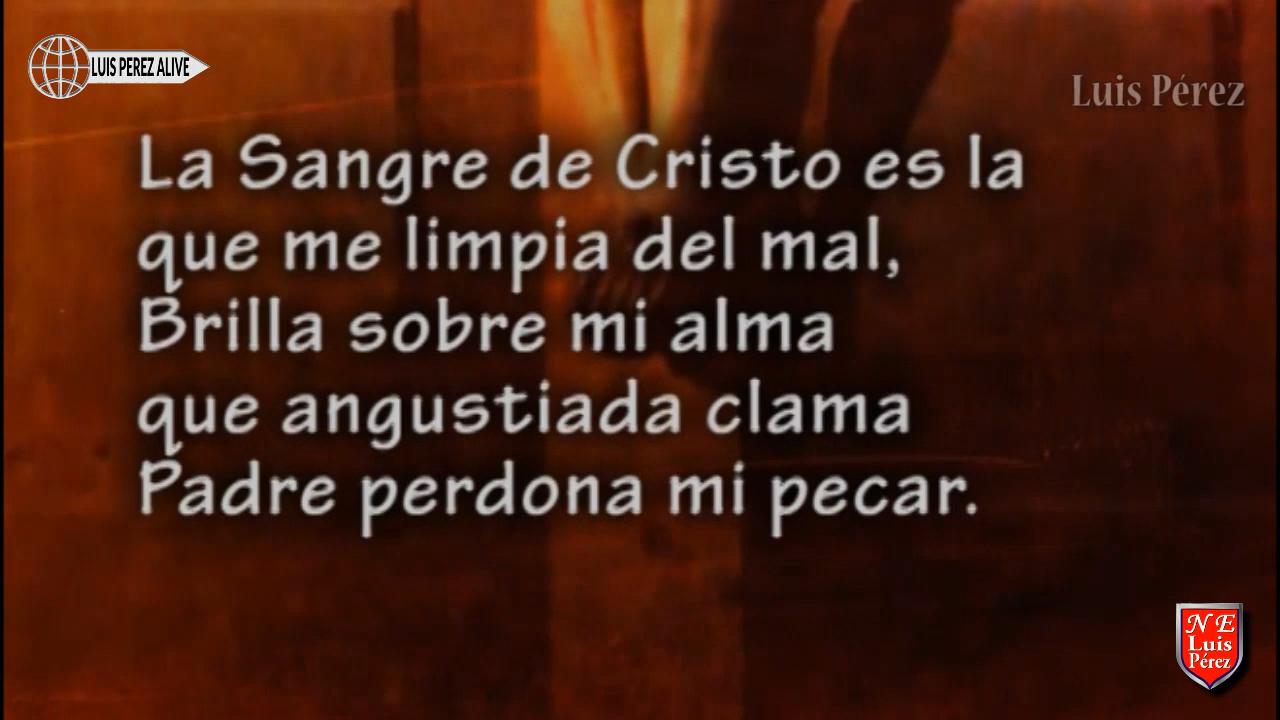 LUIS PEREZ ALIVE
Luis Pérez
La Sangre de Cristo es la
que me limpia del mal,
Brilla sobre mi alma
que angustiada clama
Padre perdona mi pecar.
N E
Luis
Pérez